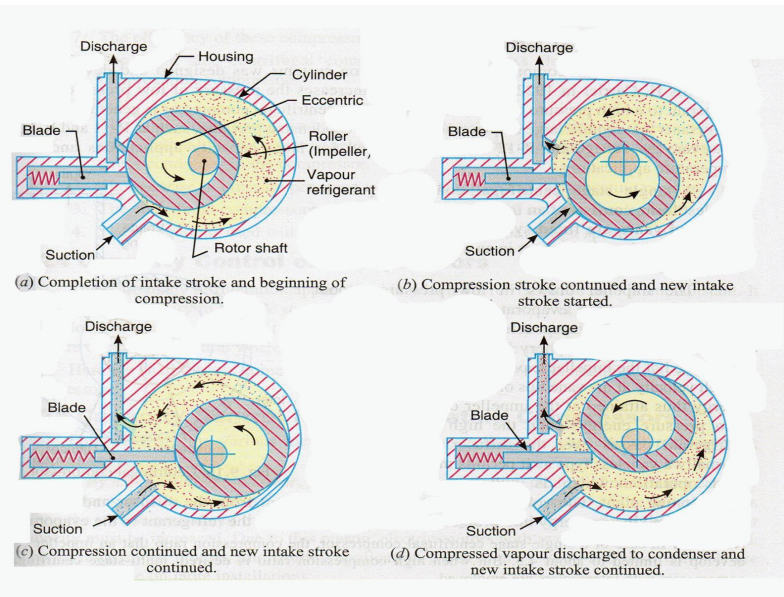 Discharge
Housing
Cylinder
Eccentric
Blade
Roller
(Impeller,
Vapour
refrigerant
Suction
Rotor shaft
(a) Completion of intake stroke and beginning of
compression.
Discharge
Blade
Suction
(b) Compression stroke continued and new intake
stroke started.
Discharge
Blade
Suction
(c) Compression continued and new intake stroke
continued.
Discharge
Blade
Suction
(d) Compressed vapour discharged to condenser and
new intake stroke continued.